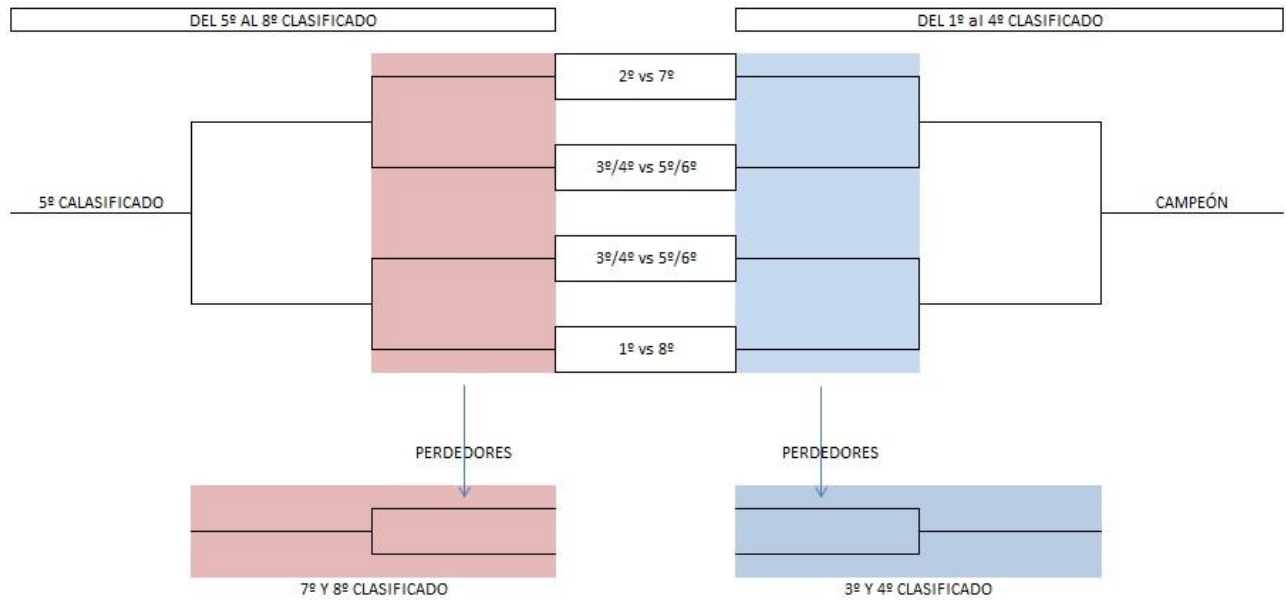 DEL 5º AL 8º CLASIFICADO
DEL 1º al 4º CLASIFICADO
2º vs 7º
3º/4º vs 5º/6º
5º CALASIFICADO
CAMPEÓN
3º/4º vs 5º/6º
1º vs 8º
PERDEDORES
PERDEDORES
7º Y 8º CLASIFICADO
3º Y 4º CLASIFICADO